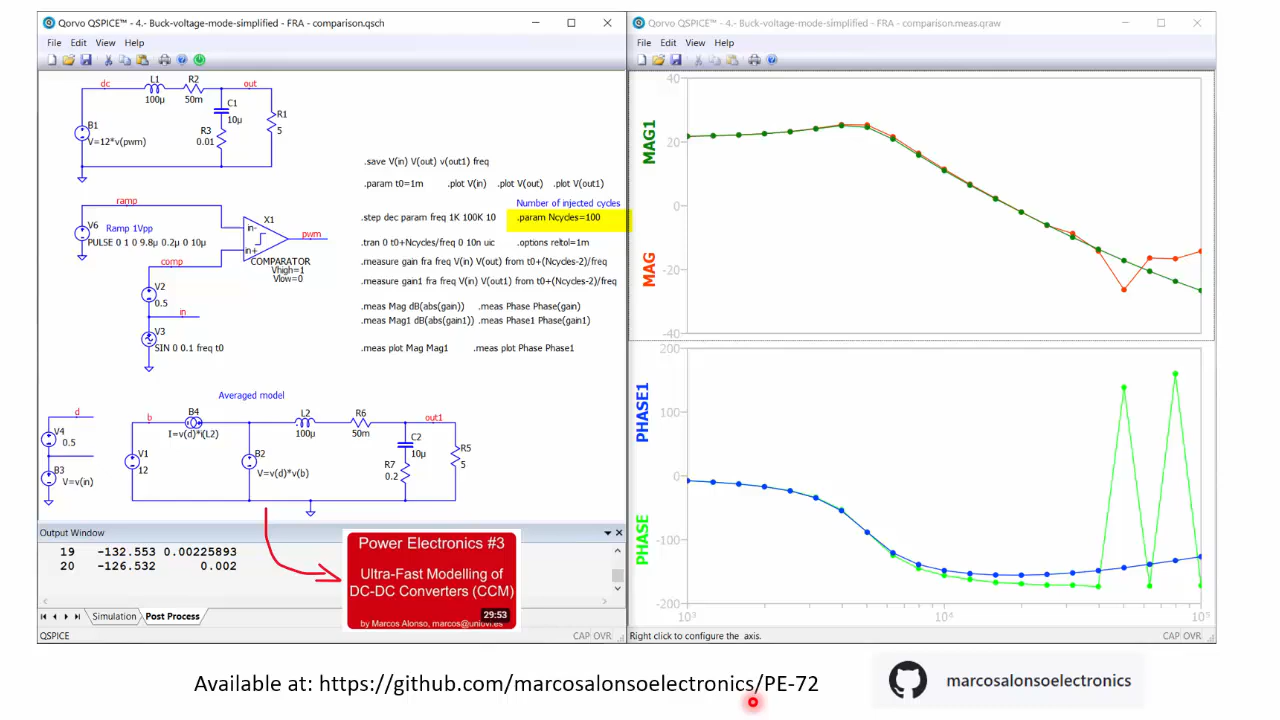 Qorvo QSPICE™ - 4.- Buck-voltage-mode-simplified - FRA - comparison.qsch
File Edit View Help
dc
L1
100µ
R2
50m
out
C1
10µ
R1
5
R3
0.01
B1
V=12*v(pwm)
ramp
V6
Ramp 1Vpp
PULSE 0 1 0 9.8µ 0.2µ 0 10µ
X1
in-
in+
pwm
COMPARATOR
Vhigh=1
Vlow=0
comp
V2
0.5
in
V3
SIN 0 0.1 freq t0
.save V(in) V(out) v(out1) freq
.param t0=1m .plot V(in) .plot V(out) .plot V(out1)
Number of injected cycles
.step dec param freq 1K 100K 10 .param Ncycles=100
.tran 0 t0+Ncycles/freq 0 10n uic .options reltol=1m
.measure gain fra freq V(in) V(out) from t0+(Ncycles-2)/freq
.measure gain1 fra freq V(in) V(out1) from t0+(Ncycles-2)/freq
.meas Mag dB(abs(gain)) .meas Phase Phase(gain)
.meas Mag1 dB(abs(gain1)) .meas Phase1 Phase(gain1)
.meas plot Mag Mag1 .meas plot Phase Phase1
Averaged model
d
V4
0.5
B3
V=v(in)
b
B4
I=v(d)*i(L2)
V1
12
B2
V=v(d)*v(b)
L2
100µ
R6
50m
out1
C2
10µ
R5
5
R7
0.2
Output Window
19 -132.553 0.00225893
20 -126.532 0.002
Simulation Post Process
QSPICE CAP OVR
Power Electronics #3
Ultra-Fast Modelling of
DC-DC Converters (CCM)
29:53
by Marcos Alonso, marcos@uniovi.es
Qorvo QSPICE™ - 4.- Buck-voltage-mode-simplified - FRA - comparison.meas.qraw
File Edit View Help
MAG1
MAG
40
20
0
-20
-40
PHASE1
PHASE
200
100
0
-100
-200
10³ 10⁴ 10⁵
Right click to configure the axis. CAP OVR
Available at: https://github.com/marcosalonsoelectronics/PE-72
marcosalonsoelectronics